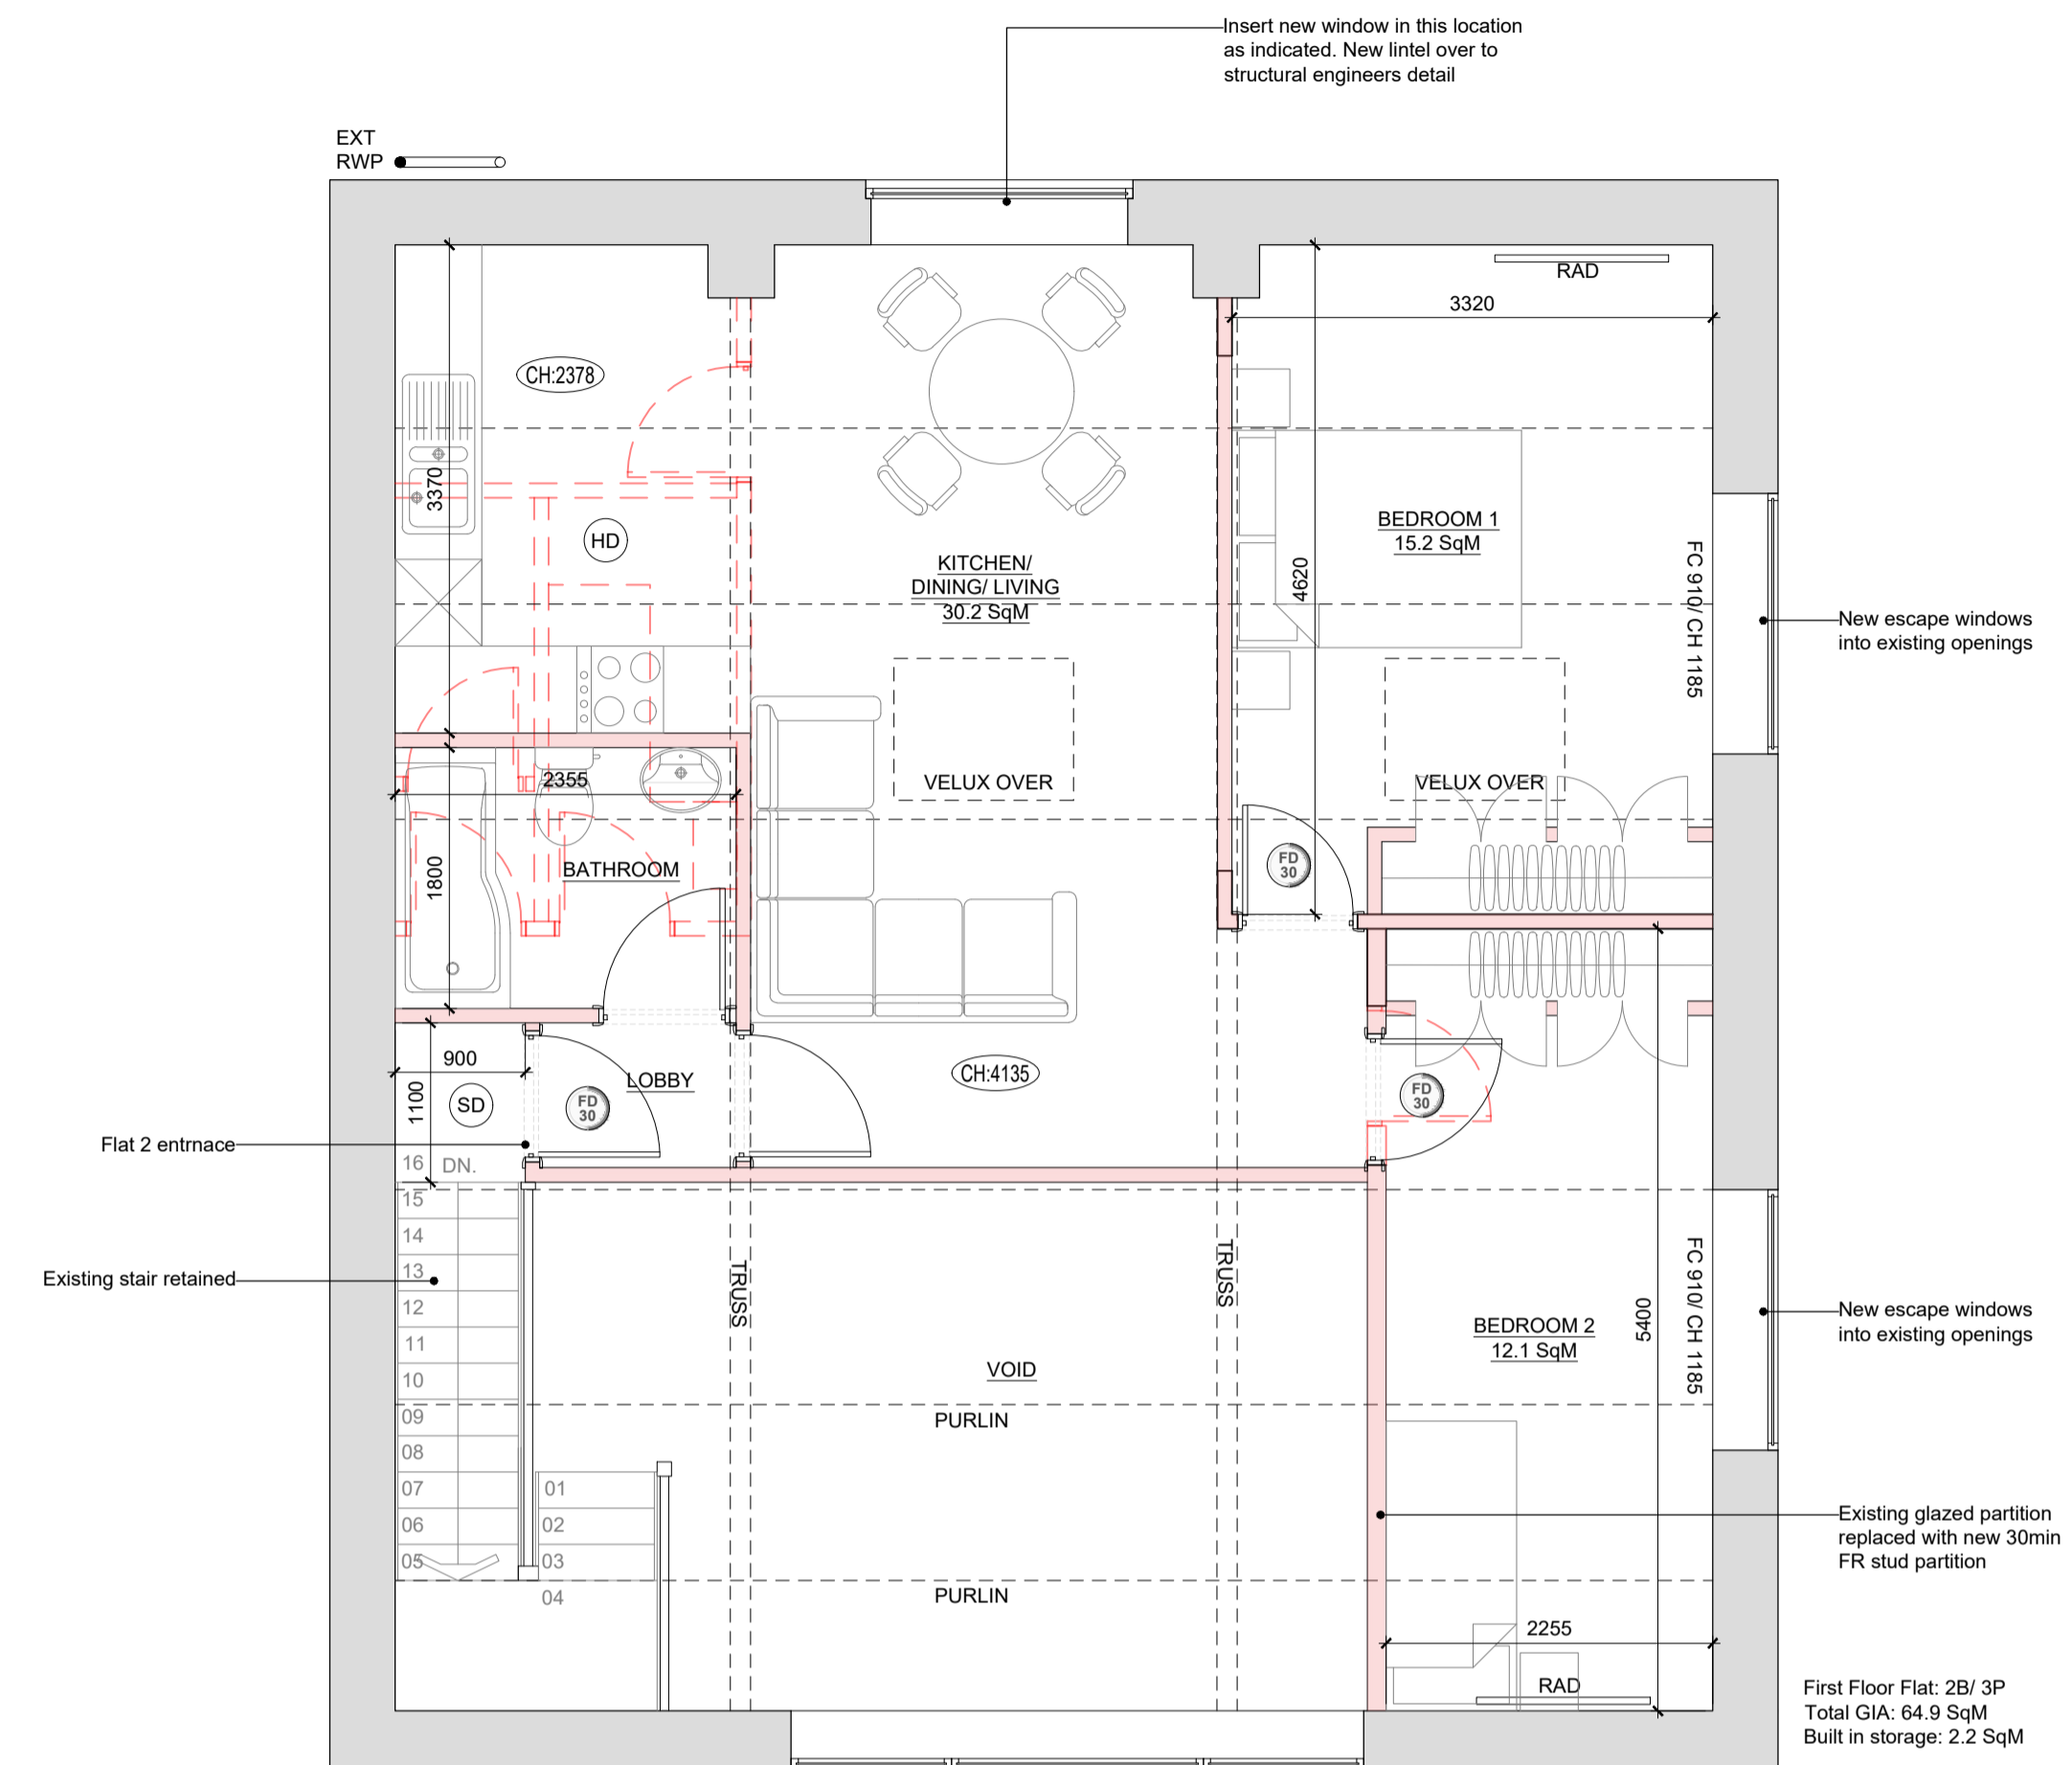 Insert new window in this location
as indicated. New lintel over to
structural engineers detail
EXT
RWP
RAD
3320
CH:2378
3370
HD
KITCHEN/
DINING/ LIVING
30.2 SqM
BEDROOM 1
15.2 SqM
4620
FC 910/ CH 1185
New escape windows
into existing openings
VELUX OVER
VELUX OVER
2355
BATHROOM
1800
FD
30
900
1100
SD
LOBBY
FD
30
CH:4135
FD
30
Flat 2 entrnace
16
DN.
15
14
13
12
11
10
09
08
07
06
05
Existing stair retained
01
02
03
04
TRUSS
TRUSS
VOID
PURLIN
PURLIN
BEDROOM 2
12.1 SqM
5400
FC 910/ CH 1185
New escape windows
into existing openings
Existing glazed partition
replaced with new 30min
FR stud partition
2255
RAD
First Floor Flat: 2B/ 3P
Total GIA: 64.9 SqM
Built in storage: 2.2 SqM